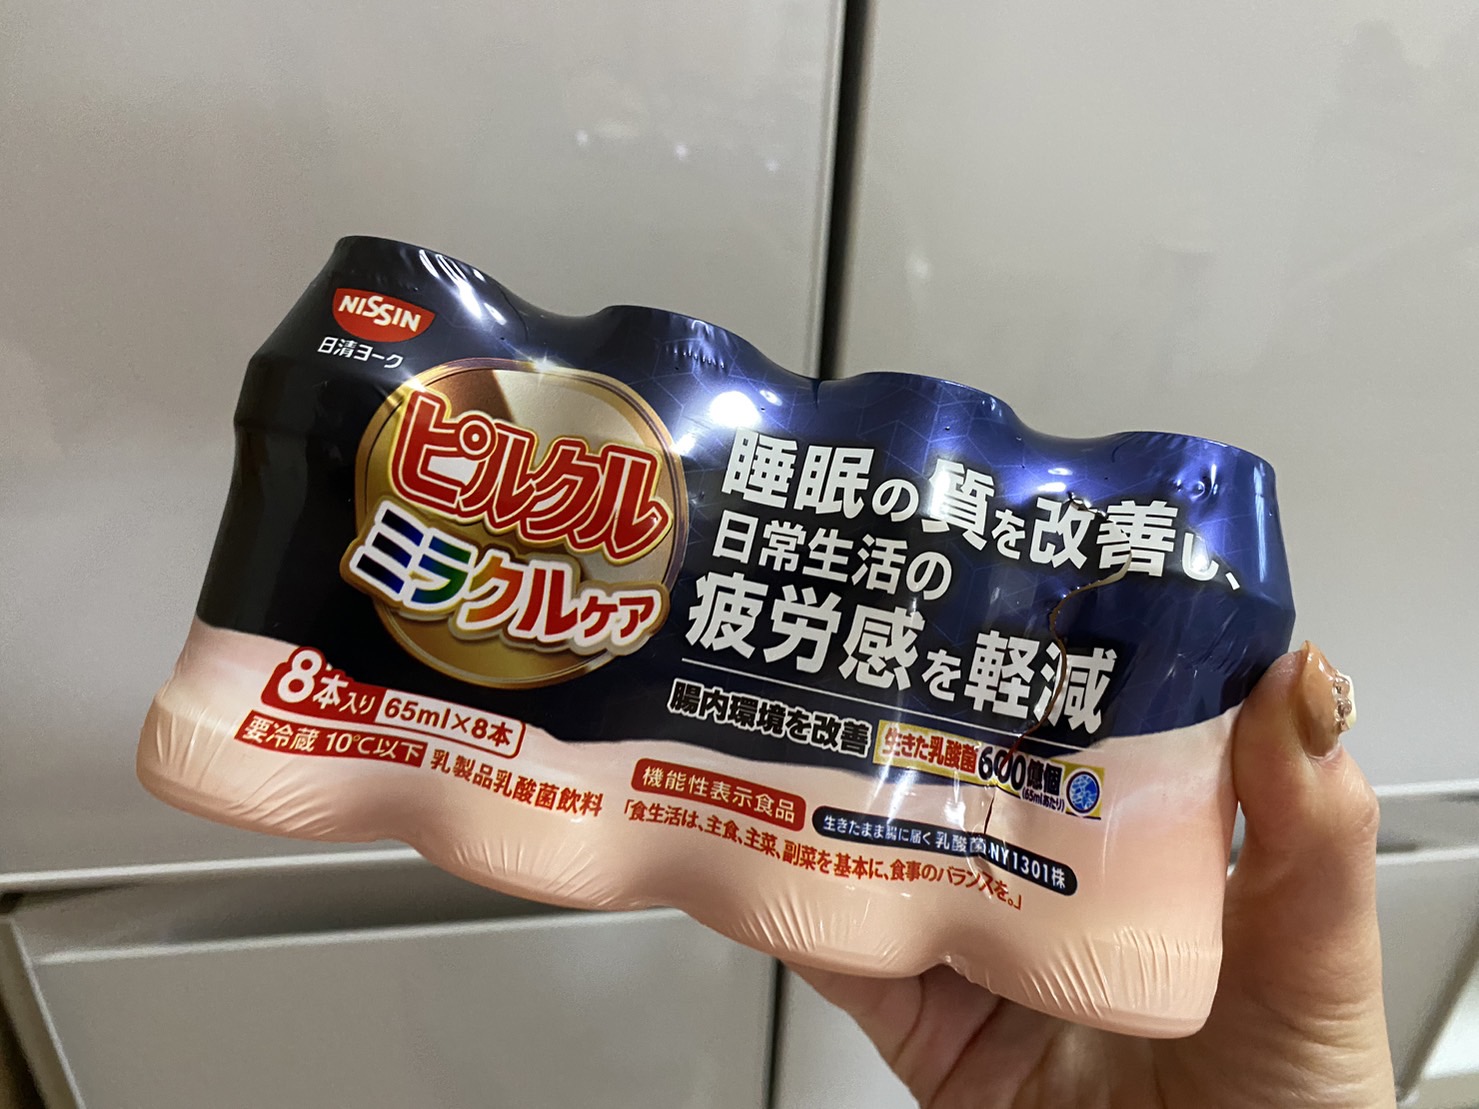 NISSIN
日清ヨーク
ピルクル
ミラクルケア
睡眠の質を改善し、
日常生活の
疲労感を軽減
腸内環境を改善
生きた乳酸菌600億個
(65mlあたり)
8本入り 65ml×8本
要冷蔵 10℃以下 乳製品乳酸菌飲料
機能性表示食品
生きたまま腸に届く 乳酸菌NY1301株
「食生活は、主食、主菜、副菜を基本に、食事のバランスを。」